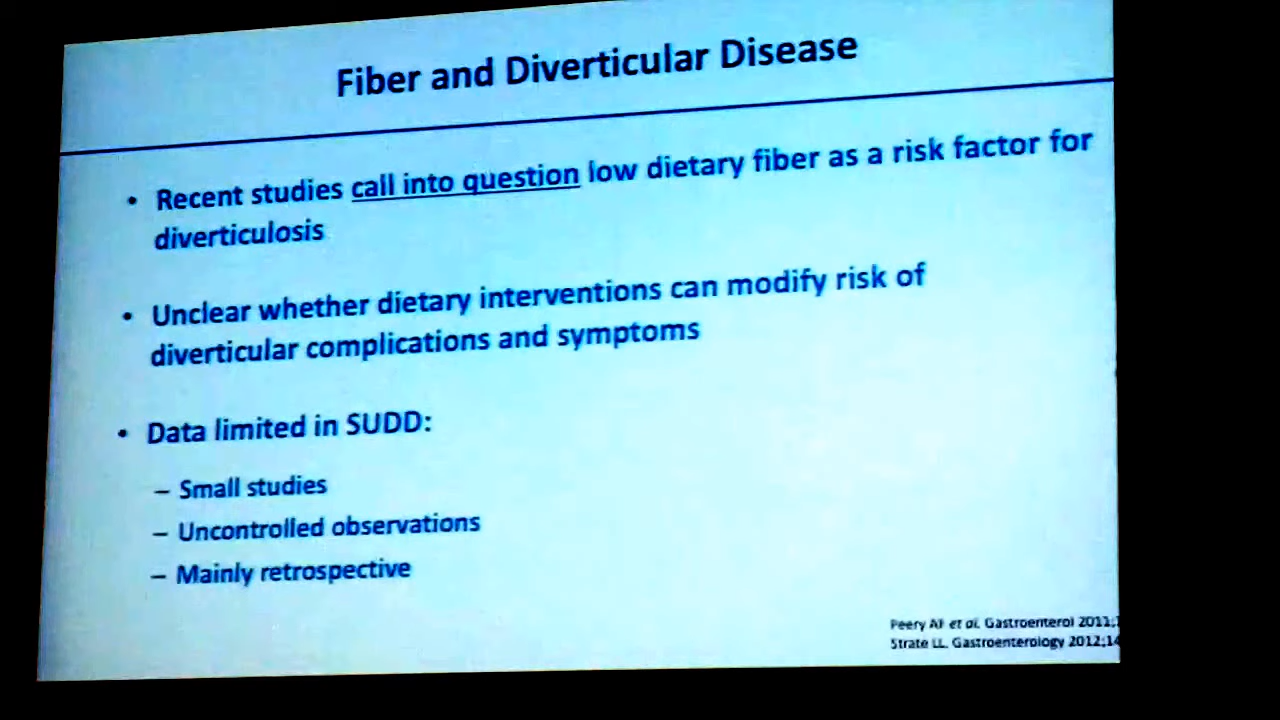 Fiber and Diverticular Disease
• Recent studies call into question low dietary fiber as a risk factor for
diverticulosis
• Unclear whether dietary interventions can modify risk of
diverticular complications and symptoms
• Data limited in SUDD:
– Small studies
– Uncontrolled observations
– Mainly retrospective
Peery AF et al. Gastroenterol 2011;
Strate LL. Gastroenterology 2012;14